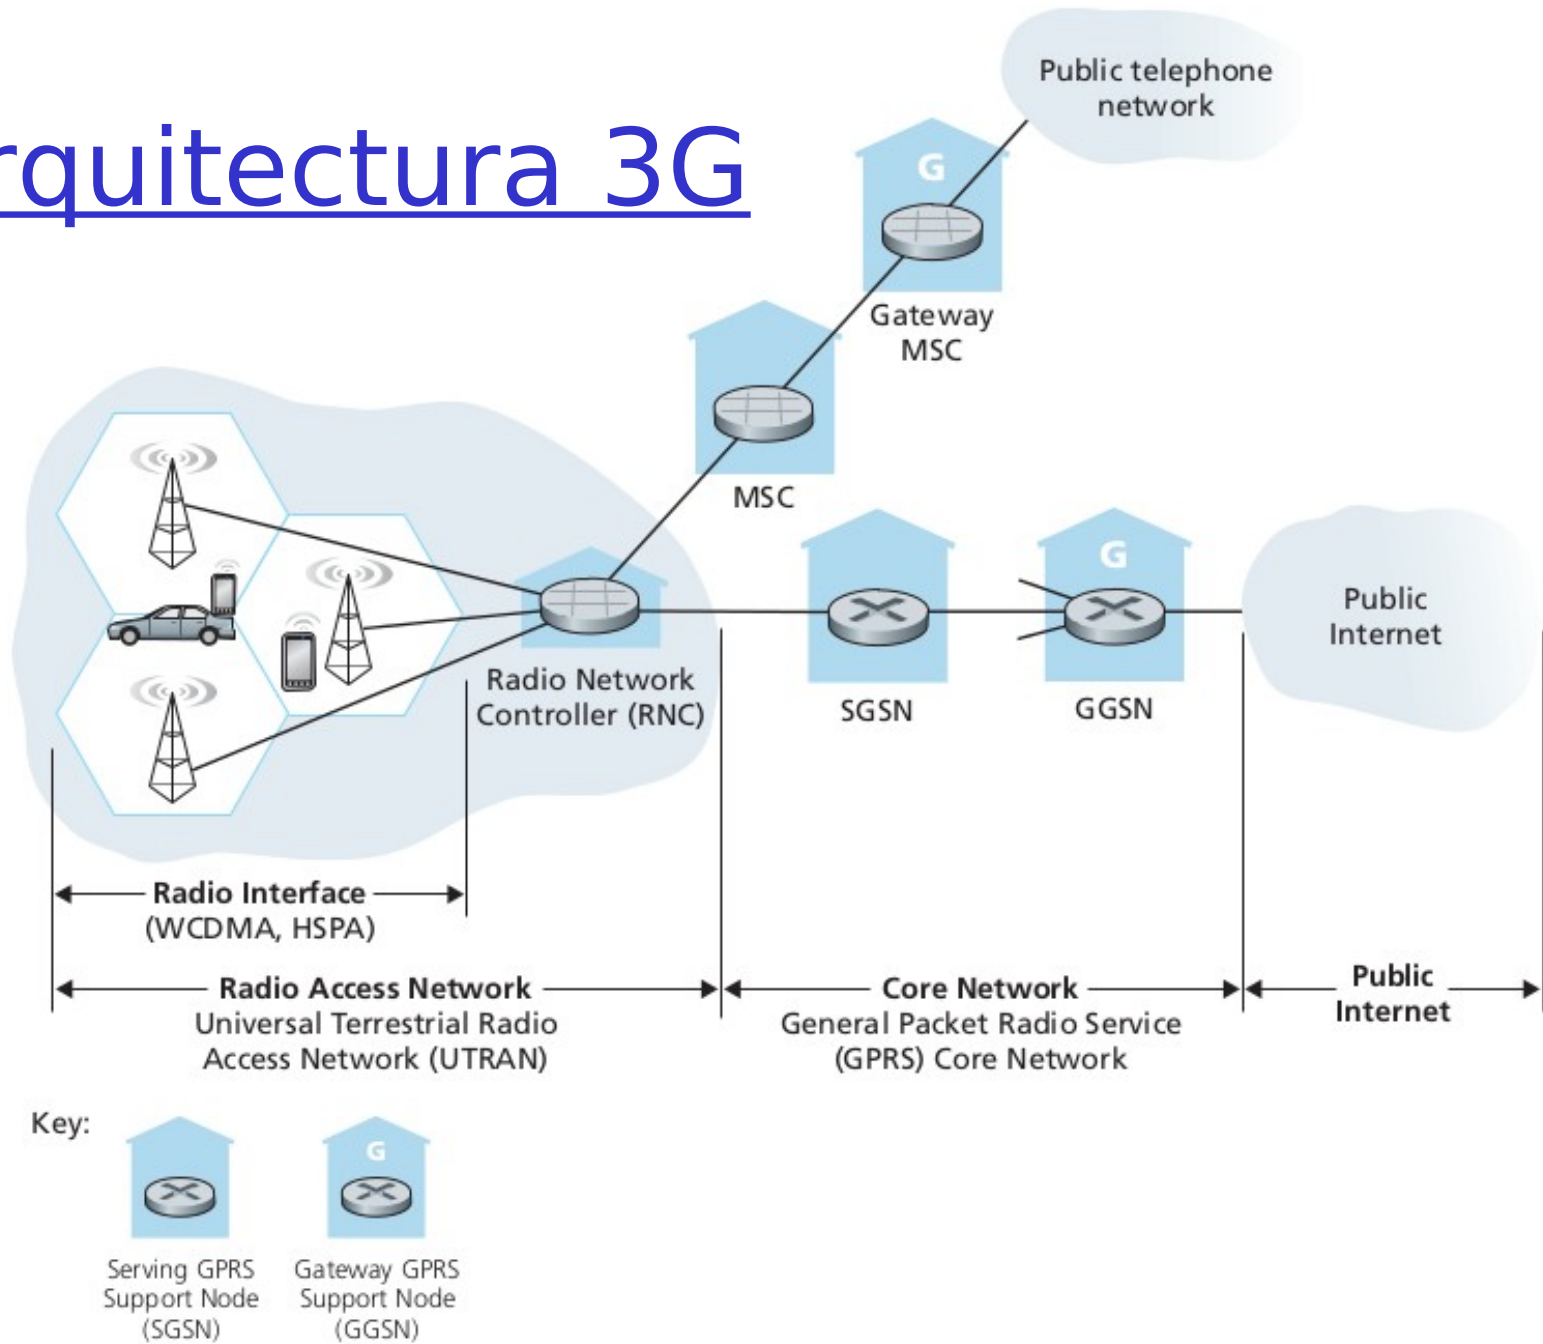 rquitectura 3G
Public telephone
network
G
Gateway
MSC
MSC
G
Public
Internet
Radio Network
Controller (RNC)
SGSN
GGSN
Radio Interface
(WCDMA, HSPA)
Radio Access Network
Universal Terrestrial Radio
Access Network (UTRAN)
Core Network
General Packet Radio Service
(GPRS) Core Network
Public
Internet
Key:
G
Serving GPRS
Support Node
(SGSN)
Gateway GPRS
Support Node
(GGSN)